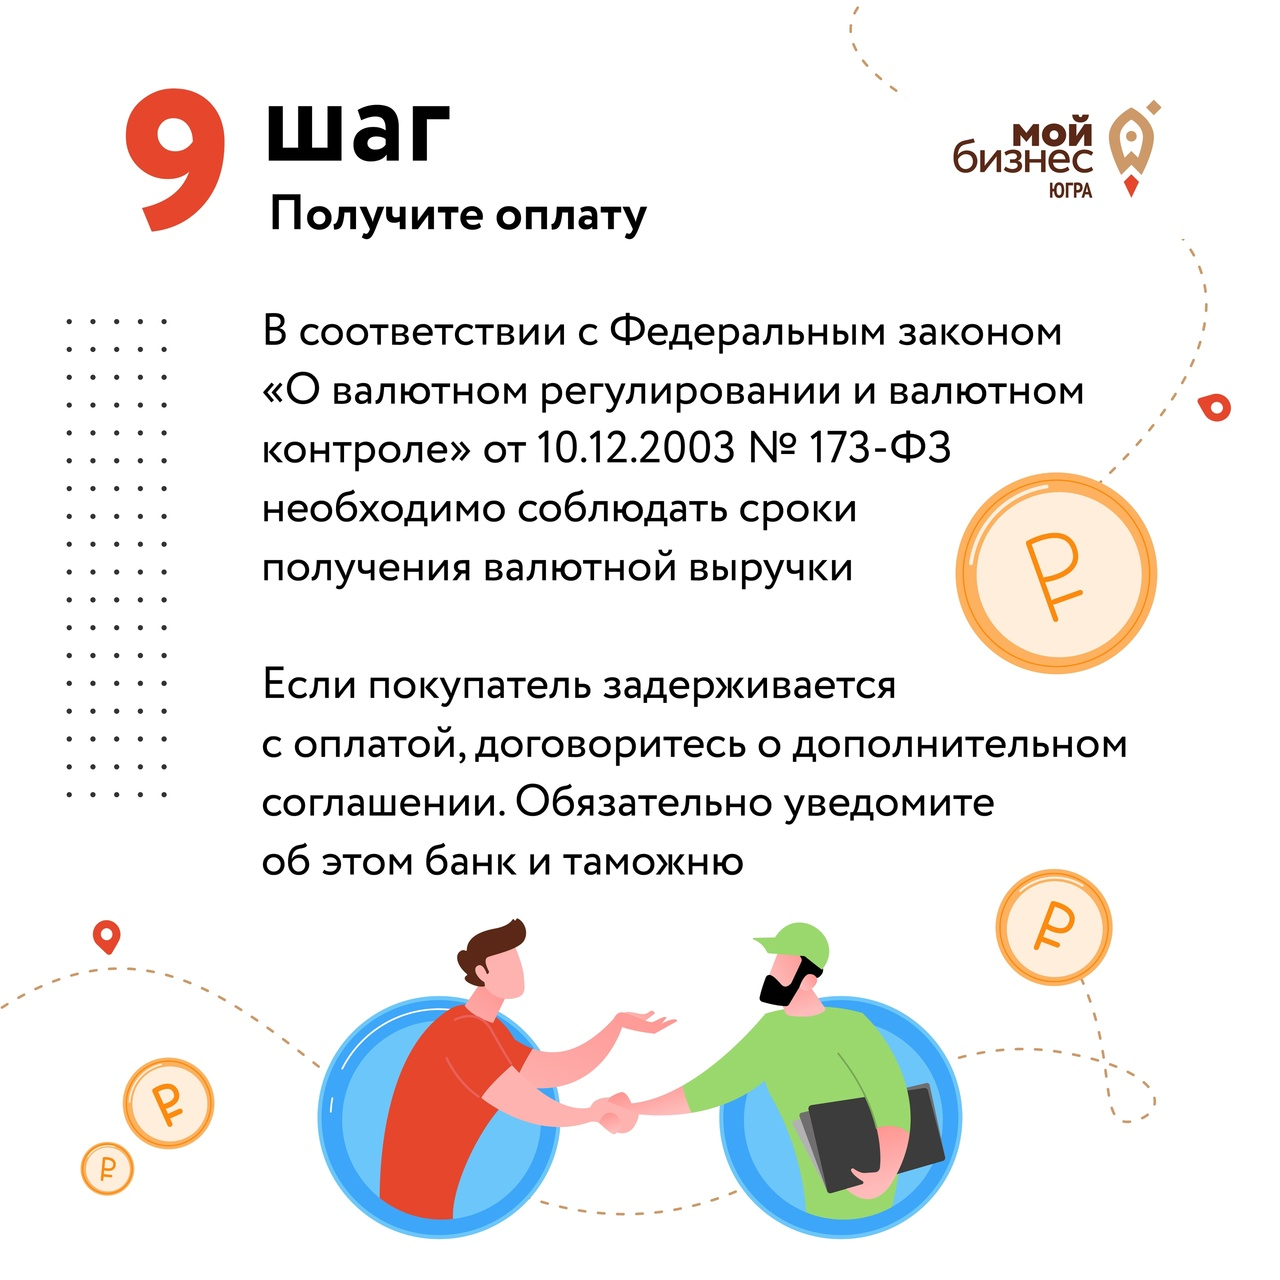 9 шаг
Получите оплату
мой
бизнес
ЮГРА
В соответствии с Федеральным законом
«О валютном регулировании и валютном
контроле» от 10.12.2003 № 173-ФЗ
необходимо соблюдать сроки
получения валютной выручки
Если покупатель задерживается
с оплатой, договоритесь о дополнительном
соглашении. Обязательно уведомите
об этом банк и таможню
₽
₽
₽
₽